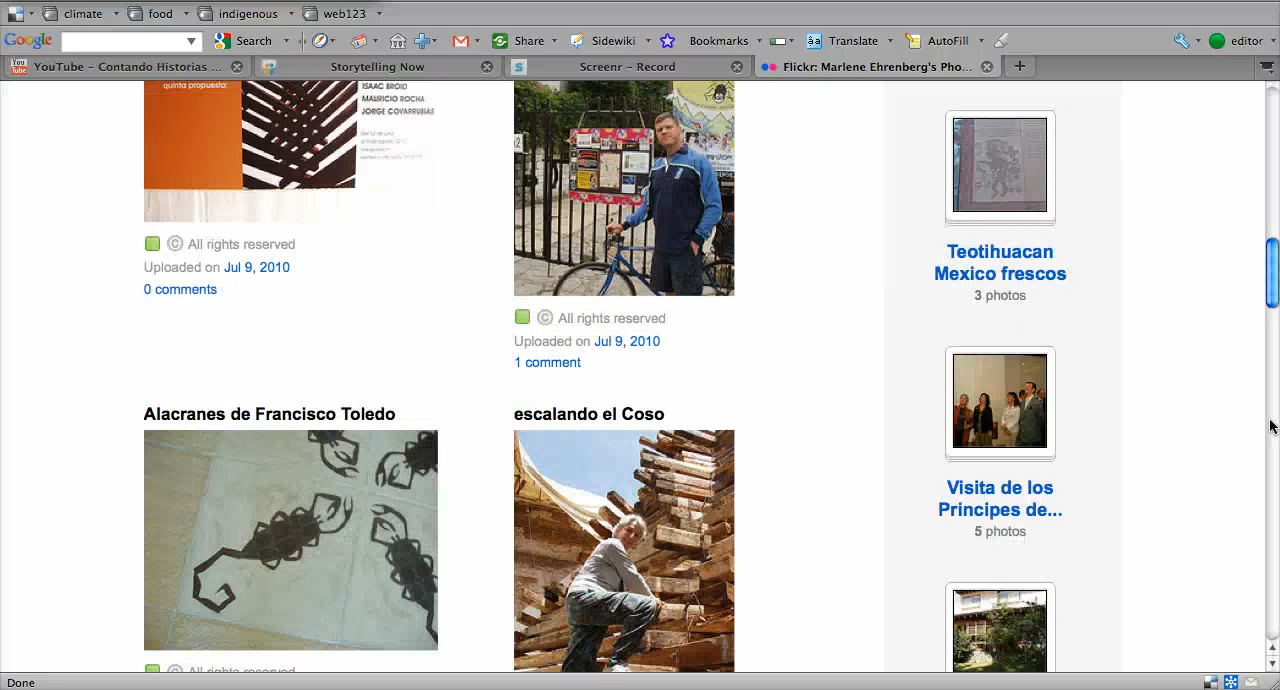 climate
food
indigenous
web123
Google
Search
Share
Sidewiki
Bookmarks
Translate
AutoFill
editor
YouTube - Contando Historias ...
Storytelling Now
Screenr - Record
Flickr: Marlene Ehrenberg's Pho...
quinta propuesta:
ISAAC BROID
MAURICIO ROCHA
JORGE COVARRUBIAS
© All rights reserved
Uploaded on Jul 9, 2010
0 comments
© All rights reserved
Uploaded on Jul 9, 2010
1 comment
Alacranes de Francisco Toledo
escalando el Coso
© All rights reserved
Teotihuacan
Mexico frescos
3 photos
Visita de los
Principes de...
5 photos
Done